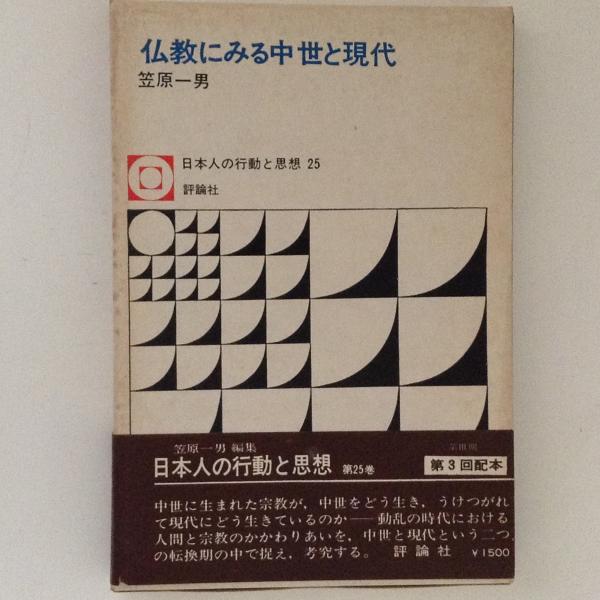 仏教にみる中世と現代
笠原一男
日本人の行動と思想 25
評論社
笠原一男 編集
日本人の行動と思想 第25巻
第3回配本
中世に生まれた宗教が，中世をどう生き，うけつがれ
て現代にどう生きているのか――動乱の時代における
人間と宗教のかかわりあいを，中世と現代という二つ
の転換期の中で捉え，考究する。 評論社 ￥1500